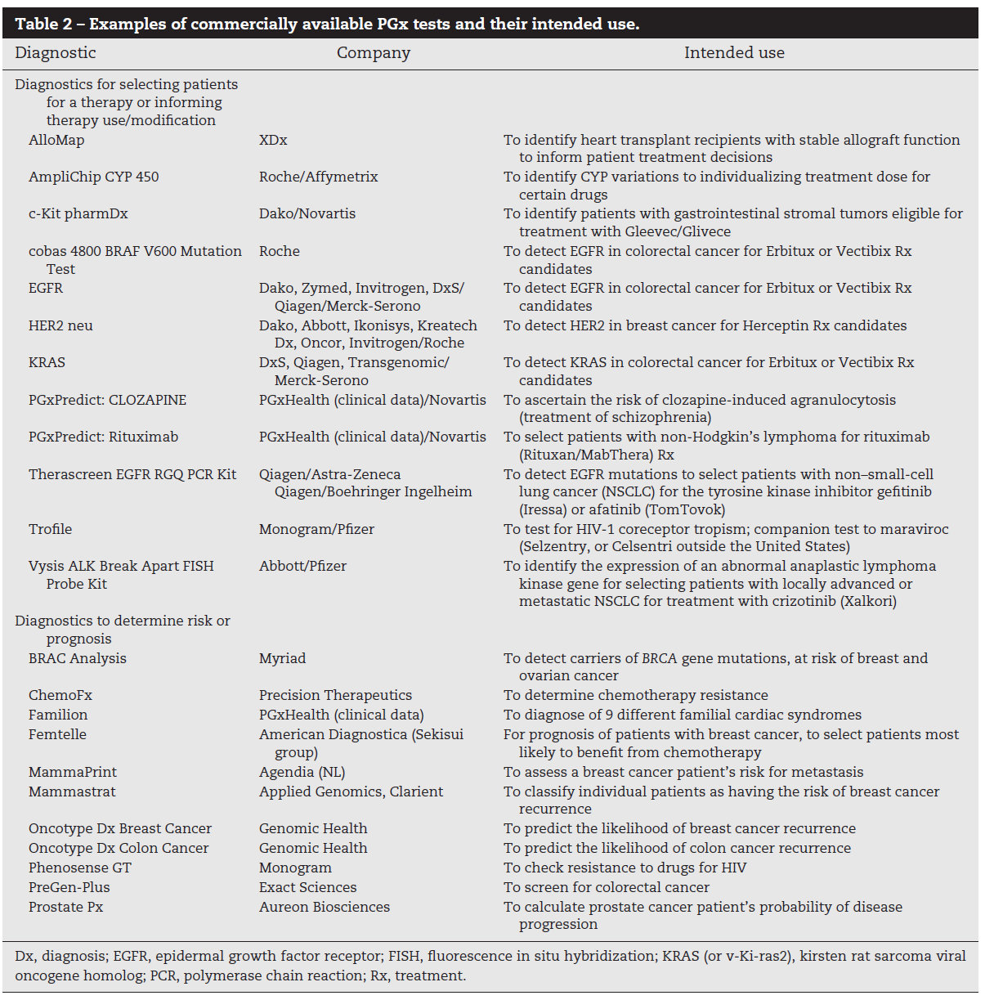 Table 2 – Examples of commercially available PGx tests and their intended use.
Diagnostic Company Intended use
Diagnostics for selecting patients
for a therapy or informing
therapy use/modification
AlloMap XDx To identify heart transplant recipients with stable allograft function
to inform patient treatment decisions
AmpliChip CYP 450 Roche/Affymetrix To identify CYP variations to individualizing treatment dose for
certain drugs
c-Kit pharmDx Dako/Novartis To identify patients with gastrointestinal stromal tumors eligible for
treatment with Gleevec/Glivece
cobas 4800 BRAF V600 Mutation Roche To detect EGFR in colorectal cancer for Erbitux or Vectibix Rx
Test candidates
EGFR Dako, Zymed, Invitrogen, DxS/ To detect EGFR in colorectal cancer for Erbitux or Vectibix Rx
Qiagen/Merck-Serono candidates
HER2 neu Dako, Abbott, Ikonisys, Kreatech To detect HER2 in breast cancer for Herceptin Rx candidates
Dx, Oncor, Invitrogen/Roche
KRAS DxS, Qiagen, Transgenomic/ To detect KRAS in colorectal cancer for Erbitux or Vectibix Rx
Merck-Serono candidates
PGxPredict: CLOZAPINE PGxHealth (clinical data)/Novartis To ascertain the risk of clozapine-induced agranulocytosis
(treatment of schizophrenia)
PGxPredict: Rituximab PGxHealth (clinical data)/Novartis To select patients with non-Hodgkin's lymphoma for rituximab
(Rituxan/MabThera) Rx
Therascreen EGFR RGQ PCR Kit Qiagen/Astra-Zeneca To detect EGFR mutations to select patients with non–small-cell
Qiagen/Boehringer Ingelheim lung cancer (NSCLC) for the tyrosine kinase inhibitor gefitinib
(Iressa) or afatinib (TomTovok)
Trofile Monogram/Pfizer To test for HIV-1 coreceptor tropism; companion test to maraviroc
(Selzentry, or Celsentri outside the United States)
Vysis ALK Break Apart FISH Abbott/Pfizer To identify the expression of an abnormal anaplastic lymphoma
Probe Kit kinase gene for selecting patients with locally advanced or
metastatic NSCLC for treatment with crizotinib (Xalkori)
Diagnostics to determine risk or
prognosis
BRAC Analysis Myriad To detect carriers of BRCA gene mutations, at risk of breast and
ovarian cancer
ChemoFx Precision Therapeutics To determine chemotherapy resistance
Familion PGxHealth (clinical data) To diagnose of 9 different familial cardiac syndromes
Femtelle American Diagnostica (Sekisui For prognosis of patients with breast cancer, to select patients most
group) likely to benefit from chemotherapy
MammaPrint Agendia (NL) To assess a breast cancer patient's risk for metastasis
Mammastrat Applied Genomics, Clarient To classify individual patients as having the risk of breast cancer
recurrence
Oncotype Dx Breast Cancer Genomic Health To predict the likelihood of breast cancer recurrence
Oncotype Dx Colon Cancer Genomic Health To predict the likelihood of colon cancer recurrence
Phenosense GT Monogram To check resistance to drugs for HIV
PreGen-Plus Exact Sciences To screen for colorectal cancer
Prostate Px Aureon Biosciences To calculate prostate cancer patient's probability of disease
progression
Dx, diagnosis; EGFR, epidermal growth factor receptor; FISH, fluorescence in situ hybridization; KRAS (or v-Ki-ras2), kirsten rat sarcoma viral
oncogene homolog; PCR, polymerase chain reaction; Rx, treatment.